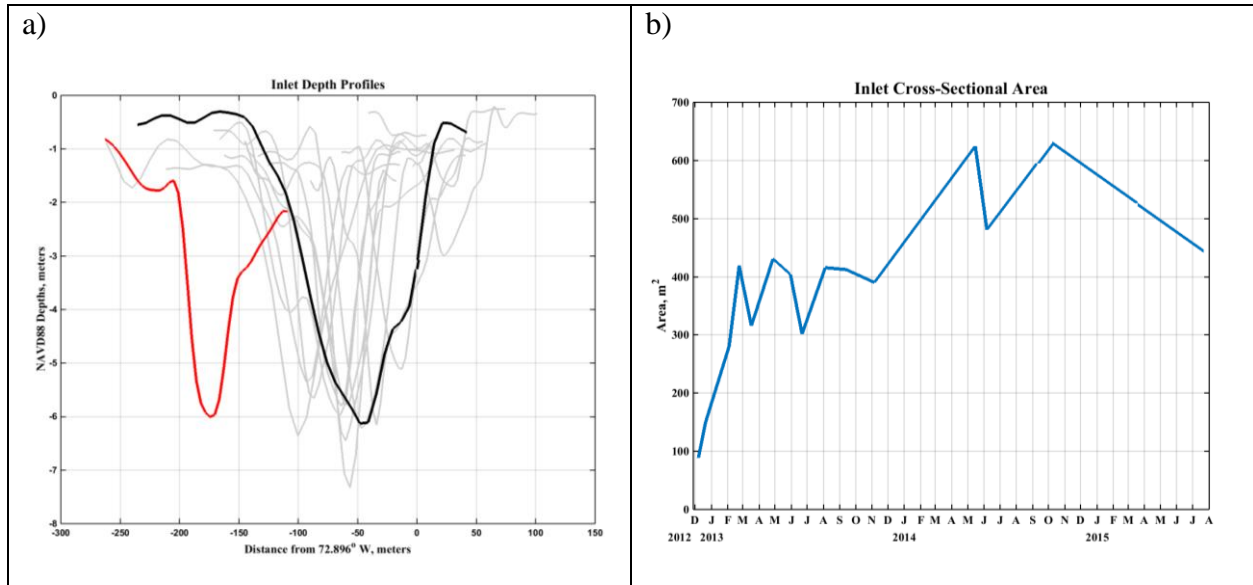 a)
Inlet Depth Profiles
0
-1
-2
-3
-4
-5
-6
-7
-8
NAVD88 Depths, meters
-300 -250 -200 -150 -100 -50 0 50 100 150
Distance from 72.896° W, meters
b)
Inlet Cross-Sectional Area
700
600
500
400
300
200
100
0
Area, m²
D J F M A M J J A S O N D J F M A M J J A S O N D J F M A M J J A
2012 2013 2014 2015